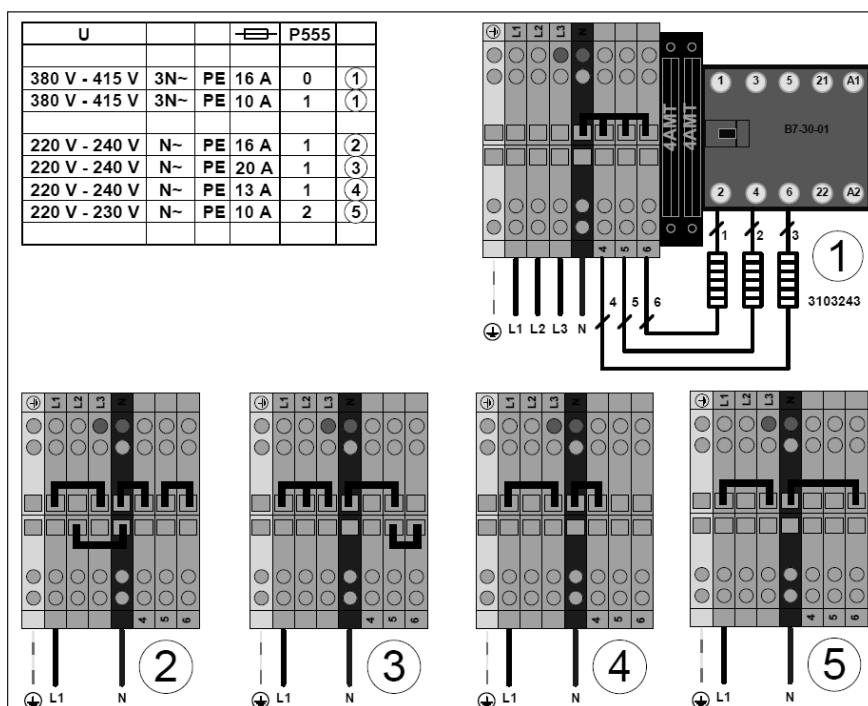 U P555
380 V - 415 V 3N~ PE 16 A 0 1
380 V - 415 V 3N~ PE 10 A 1 1
220 V - 240 V N~ PE 16 A 1 2
220 V - 240 V N~ PE 20 A 1 3
220 V - 240 V N~ PE 13 A 1 4
220 V - 230 V N~ PE 10 A 2 5
L1 L2 L3 N
4AMT 4AMT
1 3 5 21 A1
B7-30-01
2 4 6 22 A2
4 5 6
1 2 3
1
3103243
4 5 6
L1 L2 L3 N
L1 L2 L3 N
4 5 6
2
L1 N
L1 L2 L3 N
4 5 6
3
L1 N
L1 L2 L3 N
4 5 6
4
L1 N
L1 L2 L3 N
4 5 6
5
L1 N